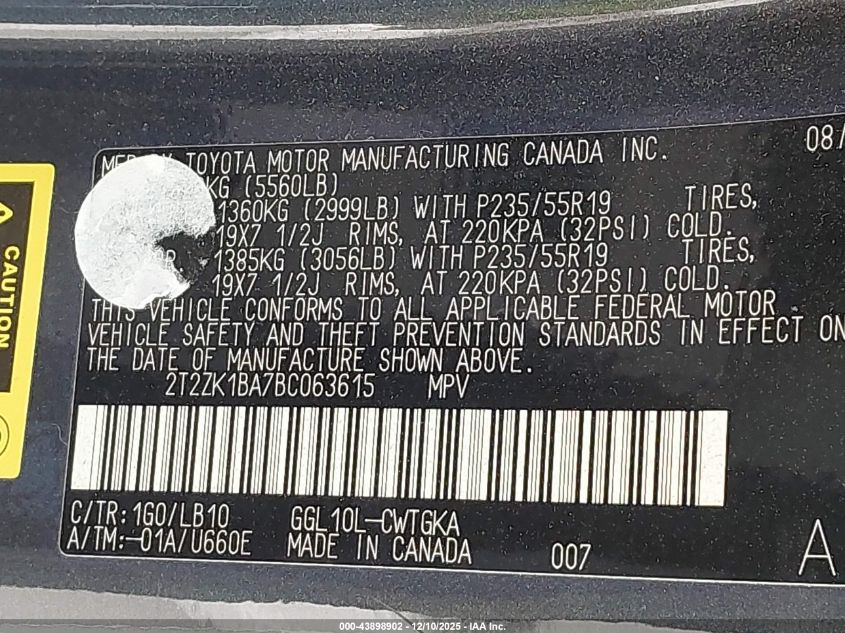 MFD BY TOYOTA MOTOR MANUFACTURING CANADA INC. 08/
KG (5560LB)
1360KG (2999LB) WITH P235/55R19 TIRES,
19X7 1/2J RIMS, AT 220KPA (32PSI) COLD.
RR 1385KG (3056LB) WITH P235/55R19 TIRES,
19X7 1/2J RIMS, AT 220KPA (32PSI) COLD.
THIS VEHICLE CONFORMS TO ALL APPLICABLE FEDERAL MOTOR
VEHICLE SAFETY AND THEFT PREVENTION STANDARDS IN EFFECT ON
THE DATE OF MANUFACTURE SHOWN ABOVE.
2T2ZK1BA7BC063615 MPV
C/TR:1G0/LB10 GGL10L-CWTGKA
A/TM:-01A/U660E MADE IN CANADA 007 A
CAUTION
000-43898902 - 12/10/2025 - IAA Inc.